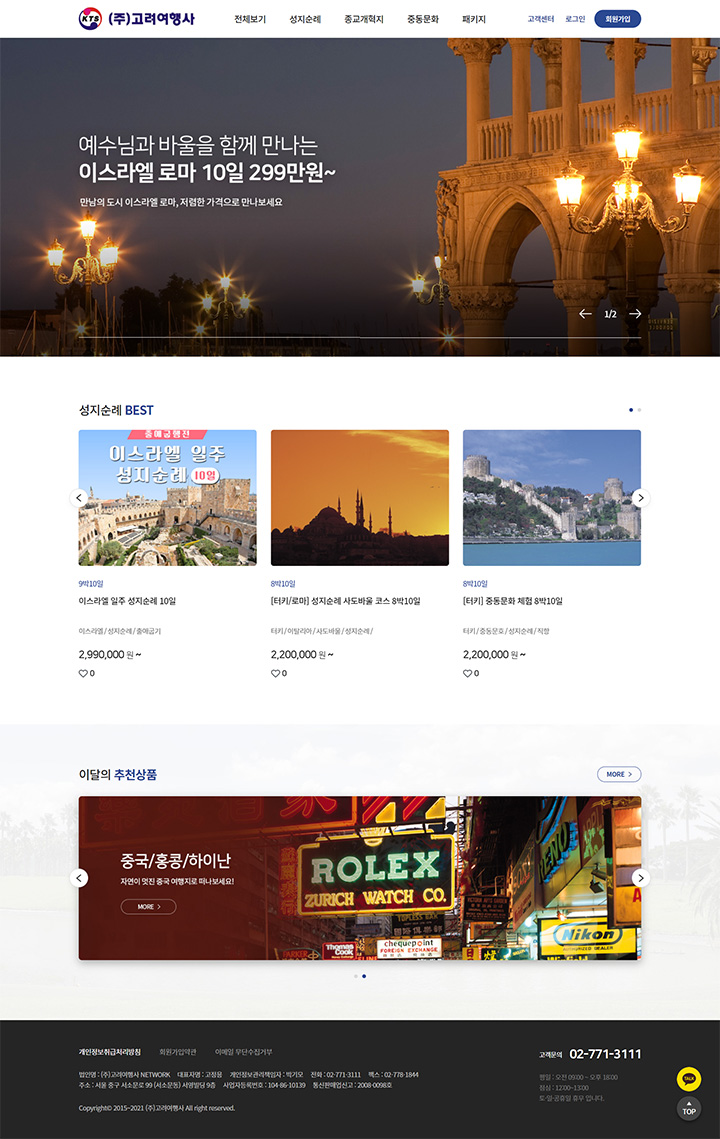 KTS (주)고려여행사
전체보기 성지순례 종교개혁지 중동문화 패키지
고객센터 로그인 회원가입
예수님과 바울을 함께 만나는
이스라엘 로마 10일 299만원~
만남의 도시 이스라엘 로마, 저렴한 가격으로 만나보세요
1/2
성지순례 BEST
출애굽행진
이스라엘 일주
성지순례 10일
9박10일
이스라엘 일주 성지순례 10일
이스라엘/성지순례/출애굽기
2,990,000 원 ~
0
8박10일
[터키/로마] 성지순례 사도바울 코스 8박10일
터키/이탈리아/사도바울/성지순례/
2,200,000 원 ~
0
8박10일
[터키] 중동문화 체험 8박10일
터키/중동문호/성지순례/직항
2,200,000 원 ~
0
이달의 추천상품
MORE
중국/홍콩/하이난
자연이 멋진 중국 여행지로 떠나보세요!
MORE
ROLEX
ZURICH WATCH CO.
TOPLESS BAR
chequepoint
FOREIGN EXCHANGE
Thomas Cook
PARKER
Nikon
AUTHORIZED DEALER
개인정보취급처리방침 회원가입약관 이메일 무단수집거부
법인명 : (주)고려여행사 NETWORK 대표자명 : 고창용 개인정보관리책임자 : 박기모 전화 : 02-771-3111 팩스 : 02-778-1844
주소 : 서울 중구 서소문로 99 (서소문동) 서영빌딩 9층 사업자등록번호 : 104-86-10139 통신판매업신고 : 2008-0098호
Copyright© 2015~2021 (주)고려여행사 All right reserved.
고객문의 02-771-3111
평일 : 오전 09:00 ~ 오후 18:00
점심 : 12:00~13:00
토·일·공휴일 휴무 입니다.
TALK
TOP